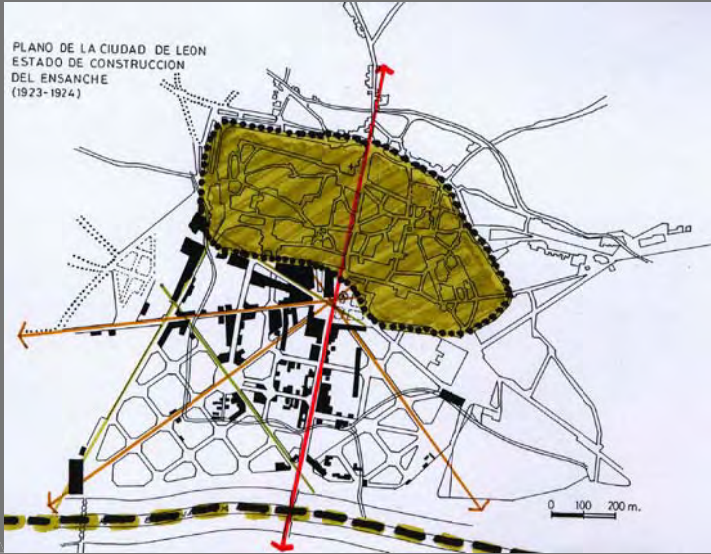 PLANO DE LA CIUDAD DE LEON
ESTADO DE CONSTRUCCION
DEL ENSANCHE
(1923-1924)
0 100 200 m.